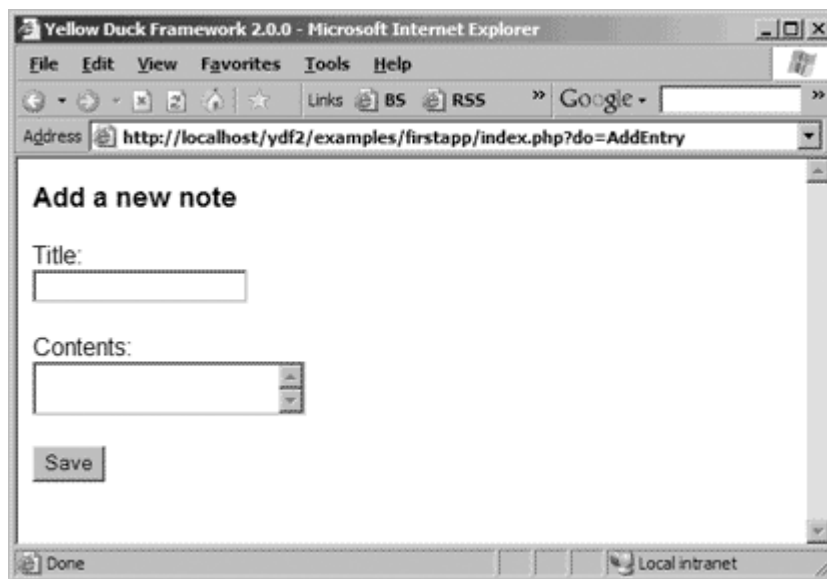 Yellow Duck Framework 2.0.0 - Microsoft Internet Explorer
File Edit View Favorites Tools Help
Links BS RSS » Google »
Address http://localhost/ydf2/examples/firstapp/index.php?do=AddEntry
Add a new note
Title:
Contents:
Save
Done Local intranet